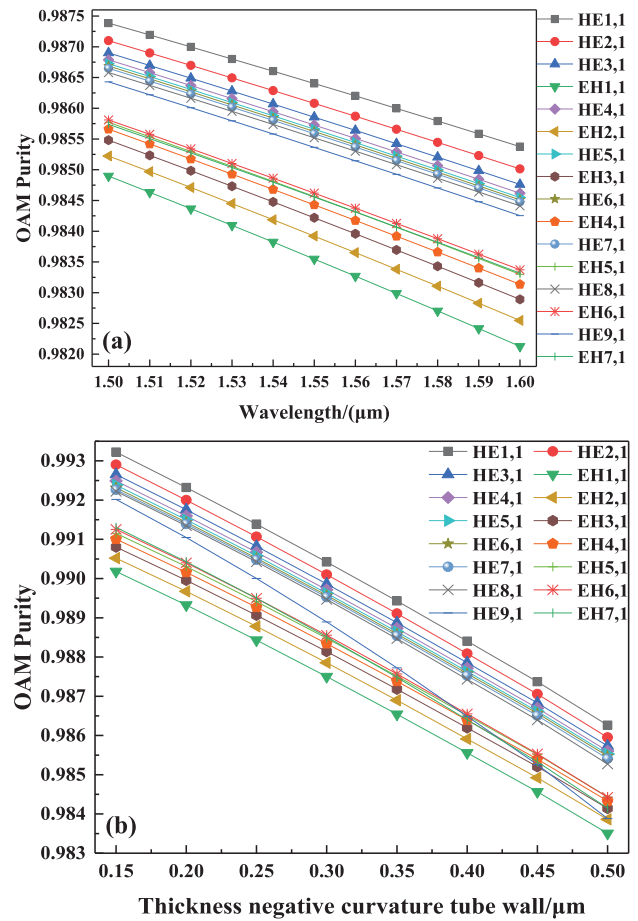 (a)
OAM Purity
0.9875
0.9870
0.9865
0.9860
0.9855
0.9850
0.9845
0.9840
0.9835
0.9830
0.9825
0.9820
1.50 1.51 1.52 1.53 1.54 1.55 1.56 1.57 1.58 1.59 1.60
Wavelength/(μm)
HE1,1
HE2,1
HE3,1
EH1,1
HE4,1
EH2,1
HE5,1
EH3,1
HE6,1
EH4,1
HE7,1
EH5,1
HE8,1
EH6,1
HE9,1
EH7,1
(b)
OAM Purity
0.993
0.992
0.991
0.990
0.989
0.988
0.987
0.986
0.985
0.984
0.983
0.15 0.20 0.25 0.30 0.35 0.40 0.45 0.50
Thickness negative curvature tube wall/μm
HE1,1 HE2,1
HE3,1 EH1,1
HE4,1 EH2,1
HE5,1 EH3,1
HE6,1 EH4,1
HE7,1 EH5,1
HE8,1 EH6,1
HE9,1 EH7,1